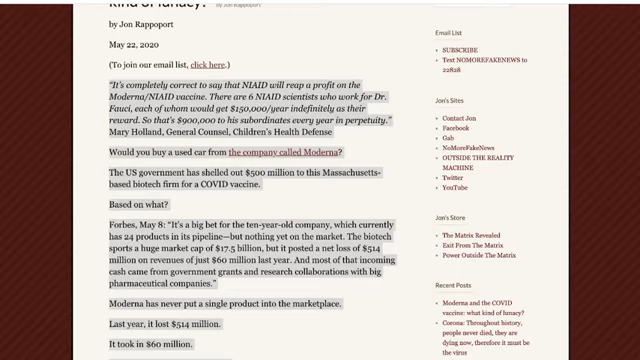 kind of lunacy?
by Jon Rappoport
by Jon Rappoport
May 22, 2020
(To join our email list, click here.)
“It’s completely correct to say that NIAID will reap a profit on the
Moderna/NIAID vaccine. There are 6 NIAID scientists who work for Dr.
Fauci, each of whom would get $150,000/year indefinitely as their
reward. So that’s $900,000 to his subordinates every year in perpetuity.”
Mary Holland, General Counsel, Children’s Health Defense
Would you buy a used car from the company called Moderna?
The US government has shelled out $500 million to this Massachusetts-
based biotech firm for a COVID vaccine.
Based on what?
Forbes, May 8: “It’s a big bet for the ten-year-old company, which currently
has 24 products in its pipeline—but nothing yet on the market. The biotech
sports a huge market cap of $17.5 billion, but it posted a net loss of $514
million on revenues of just $60 million last year. And most of that incoming
cash came from government grants and research collaborations with big
pharmaceutical companies.”
Moderna has never put a single product into the marketplace.
Last year, it lost $514 million.
It took in $60 million.
Email List
SUBSCRIBE
Text NOMOREFAKENEWS to
22828
Jon's Sites
Contact Jon
Facebook
Gab
NoMoreFakeNews
OUTSIDE THE REALITY
MACHINE
Twitter
YouTube
Jon's Store
The Matrix Revealed
Exit From The Matrix
Power Outside The Matrix
Recent Posts
Moderna and the COVID
vaccine: what kind of lunacy?
Corona: Throughout history,
people never died, they are
dying now, therefore it must be
the virus